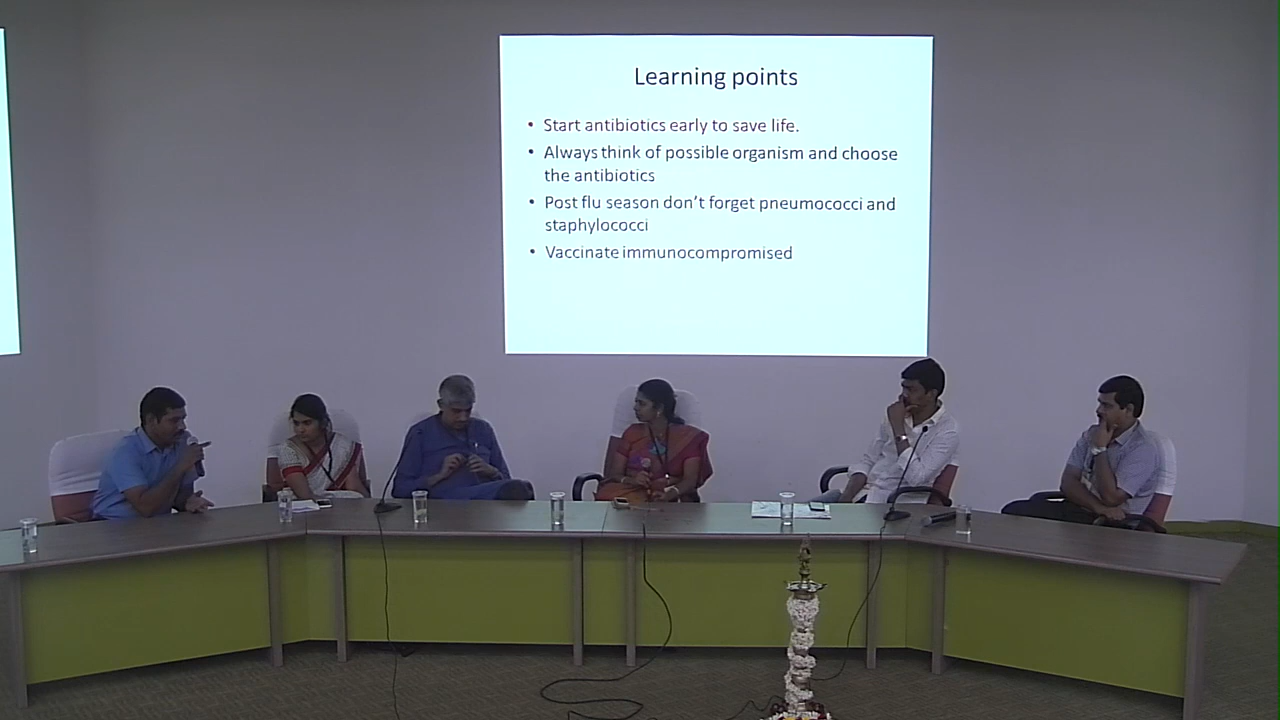 Learning points
• Start antibiotics early to save life.
• Always think of possible organism and choose
the antibiotics
• Post flu season don't forget pneumococci and
staphylococci
• Vaccinate immunocompromised